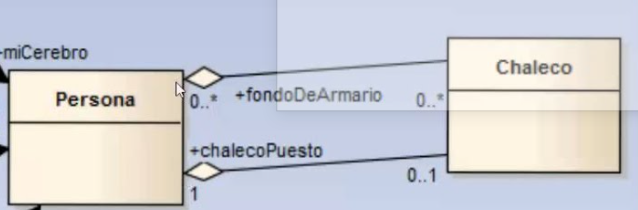 -miCerebro
Persona
Chaleco
0..* +fondoDeArmario 0..*
+chalecoPuesto
1
0..1